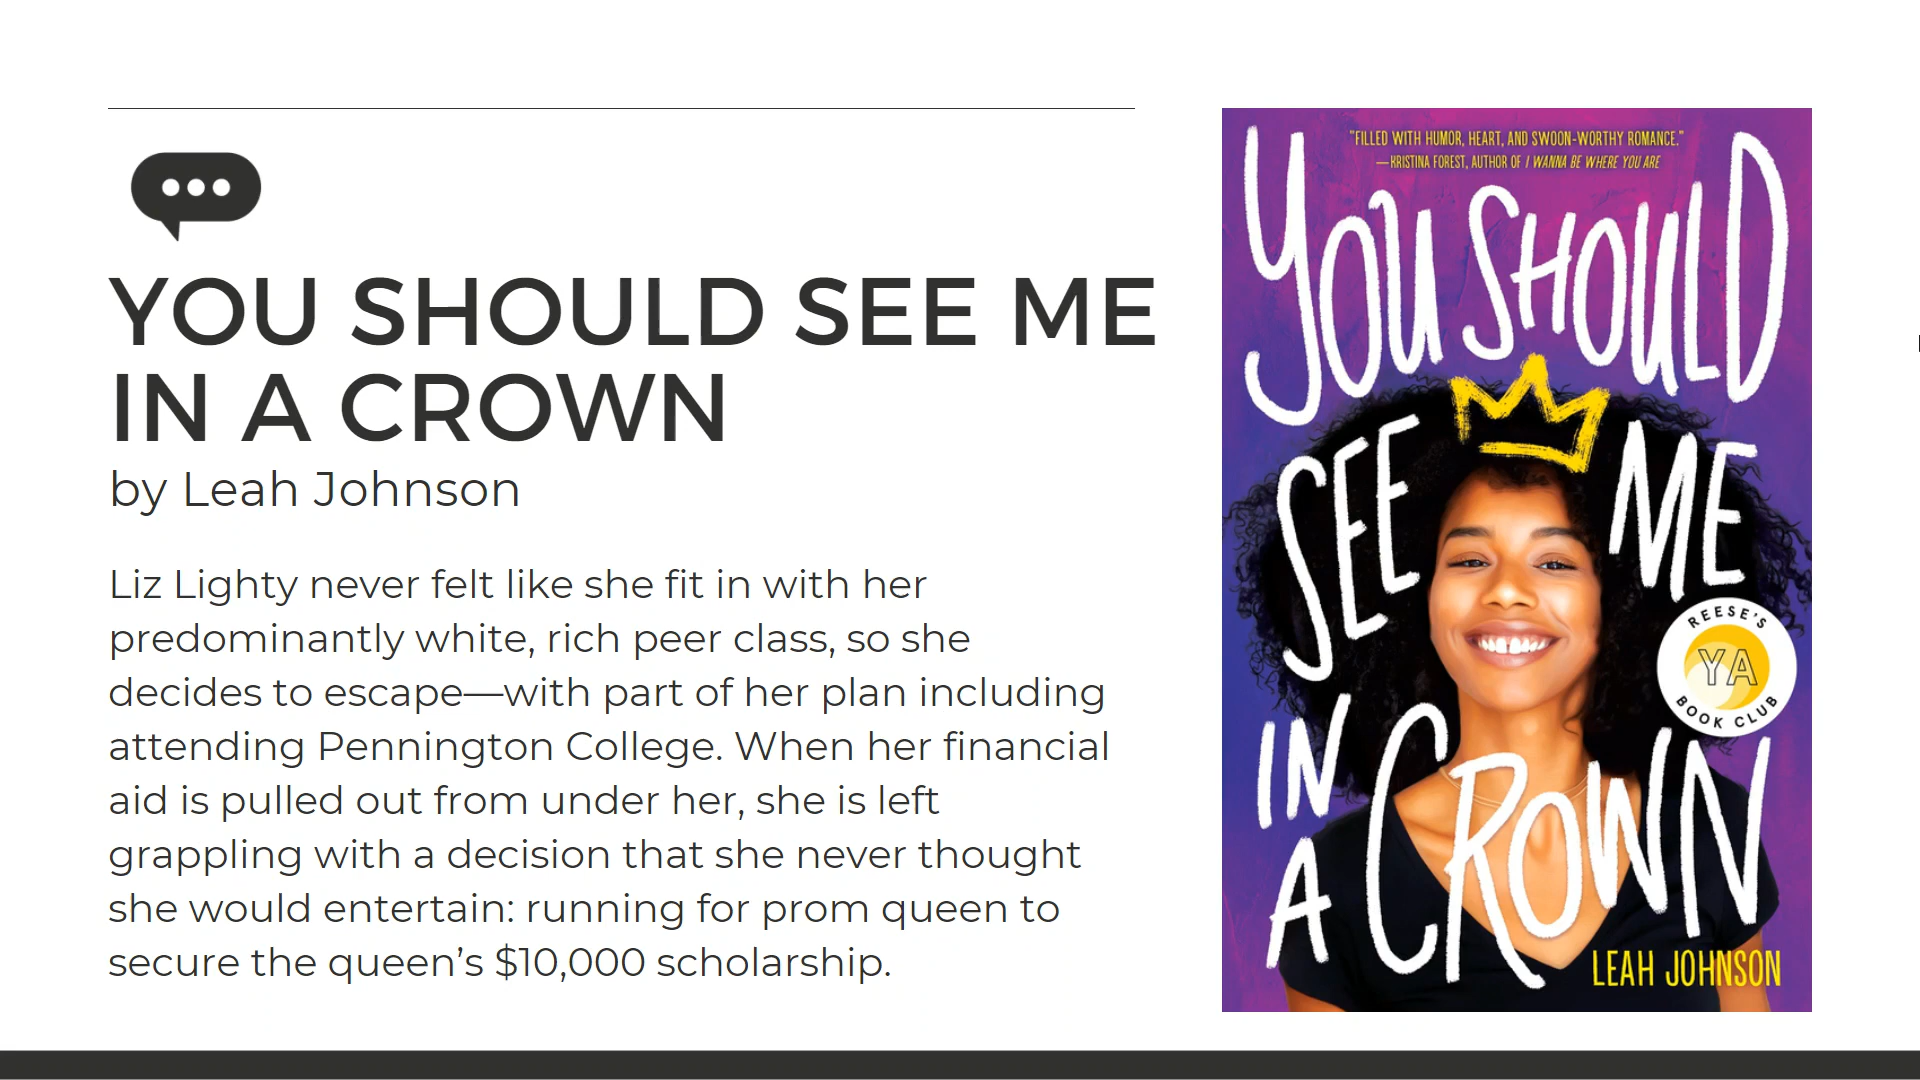 YOU SHOULD SEE ME
IN A CROWN
by Leah Johnson
Liz Lighty never felt like she fit in with her
predominantly white, rich peer class, so she
decides to escape—with part of her plan including
attending Pennington College. When her financial
aid is pulled out from under her, she is left
grappling with a decision that she never thought
she would entertain: running for prom queen to
secure the queen’s $10,000 scholarship.
"FILLED WITH HUMOR, HEART, AND SWOON-WORTHY ROMANCE."
—KRISTINA FOREST, AUTHOR OF I WANNA BE WHERE YOU ARE
YOU SHOULD
SEE ME
IN
A CROWN
REESE'S
YA
BOOK CLUB
LEAH JOHNSON